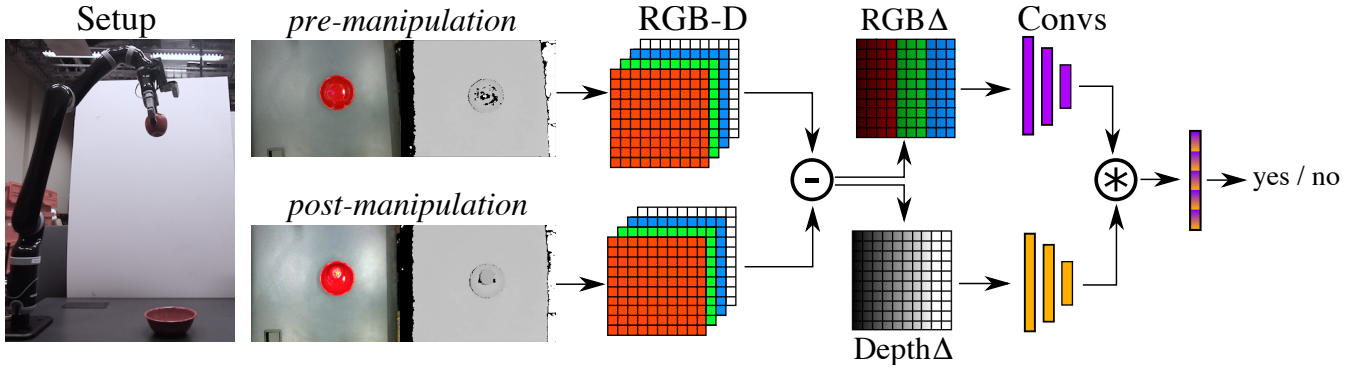 Setup
pre-manipulation
RGB-D
RGBΔ
Convs
-
*
yes / no
post-manipulation
DepthΔ